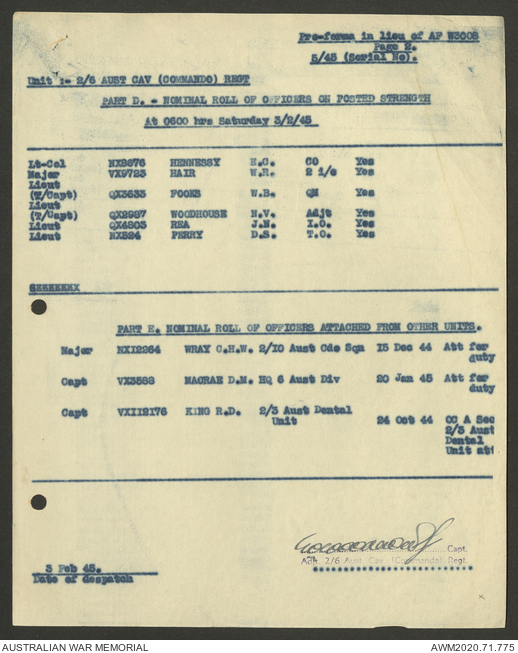 Pro-forma in lieu of AF W3008
Page 2.
5/45 (Serial No).
Unit :- 2/6 AUST CAV (COMMANDO) REGT
PART D. - NOMINAL ROLL OF OFFICERS ON POSTED STRENGTH
At 0600 hrs Saturday 3/2/45
Lt-Col NX8676 HENNESSY E.C. CO Yes
Major VX9723 HAIR W.R. 2 i/c Yes
Lieut
(T/Capt) QX3633 FOOKS W.B. QM Yes
Lieut
(T/Capt) QX2987 WOODHOUSE N.V. Adjt Yes
Lieut QX4803 REA J.N. I.O. Yes
Lieut NX524 PERRY D.S. T.O. Yes
PART E. NOMINAL ROLL OF OFFICERS ATTACHED FROM OTHER UNITS.
Major NX12264 WRAY C.H.W. 2/10 Aust Cdo Sqn 15 Dec 44 Att for
duty
Capt VX3588 MACRAE D.M. HQ 6 Aust Div 20 Jan 45 Att for
duty
Capt VX112176 KING R.D. 2/3 Aust Dental
Unit 24 Oct 44 OC A Sec
2/3 Aust
Dental
Unit att
Capt.
Adjt 2/6 Aust. Cav. (Commando) Regt.
3 Feb 45.
Date of despatch
AUSTRALIAN WAR MEMORIAL AWM2020.71.775